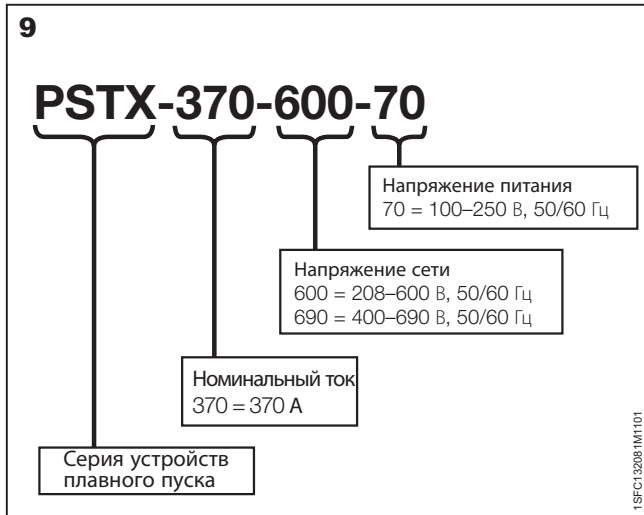 9
PSTX-370-600-70
Напряжение питания
70 = 100–250 В, 50/60 Гц
Напряжение сети
600 = 208–600 В, 50/60 Гц
690 = 400–690 В, 50/60 Гц
Номинальный ток
370 = 370 А
Серия устройств
плавного пуска
1SFC132081M1101